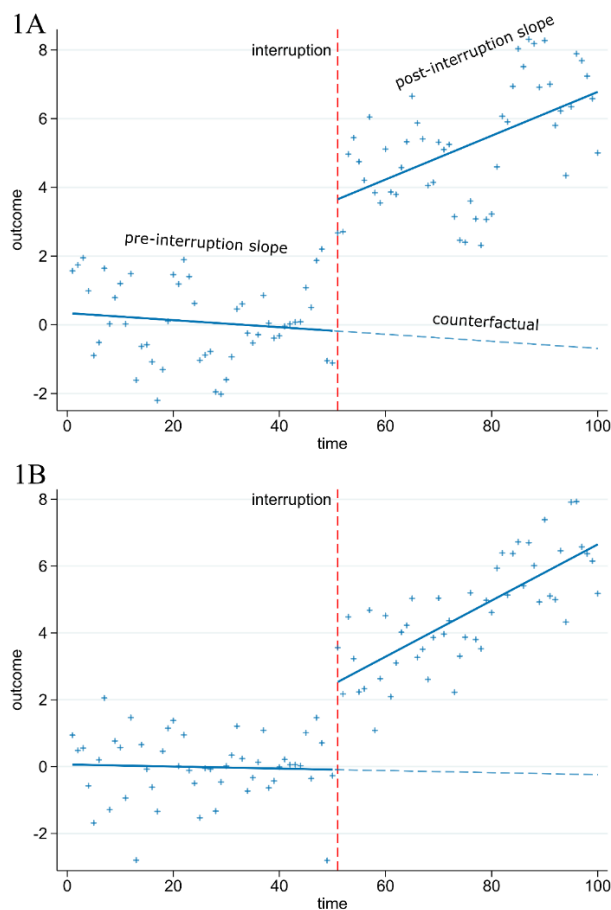 1A
8
interruption
post-interruption slope
6
4
outcome
pre-interruption slope
2
counterfactual
0
-2
0 20 40 60 80 100
time
1B
8
interruption
6
4
outcome
2
0
-2
0 20 40 60 80 100
time